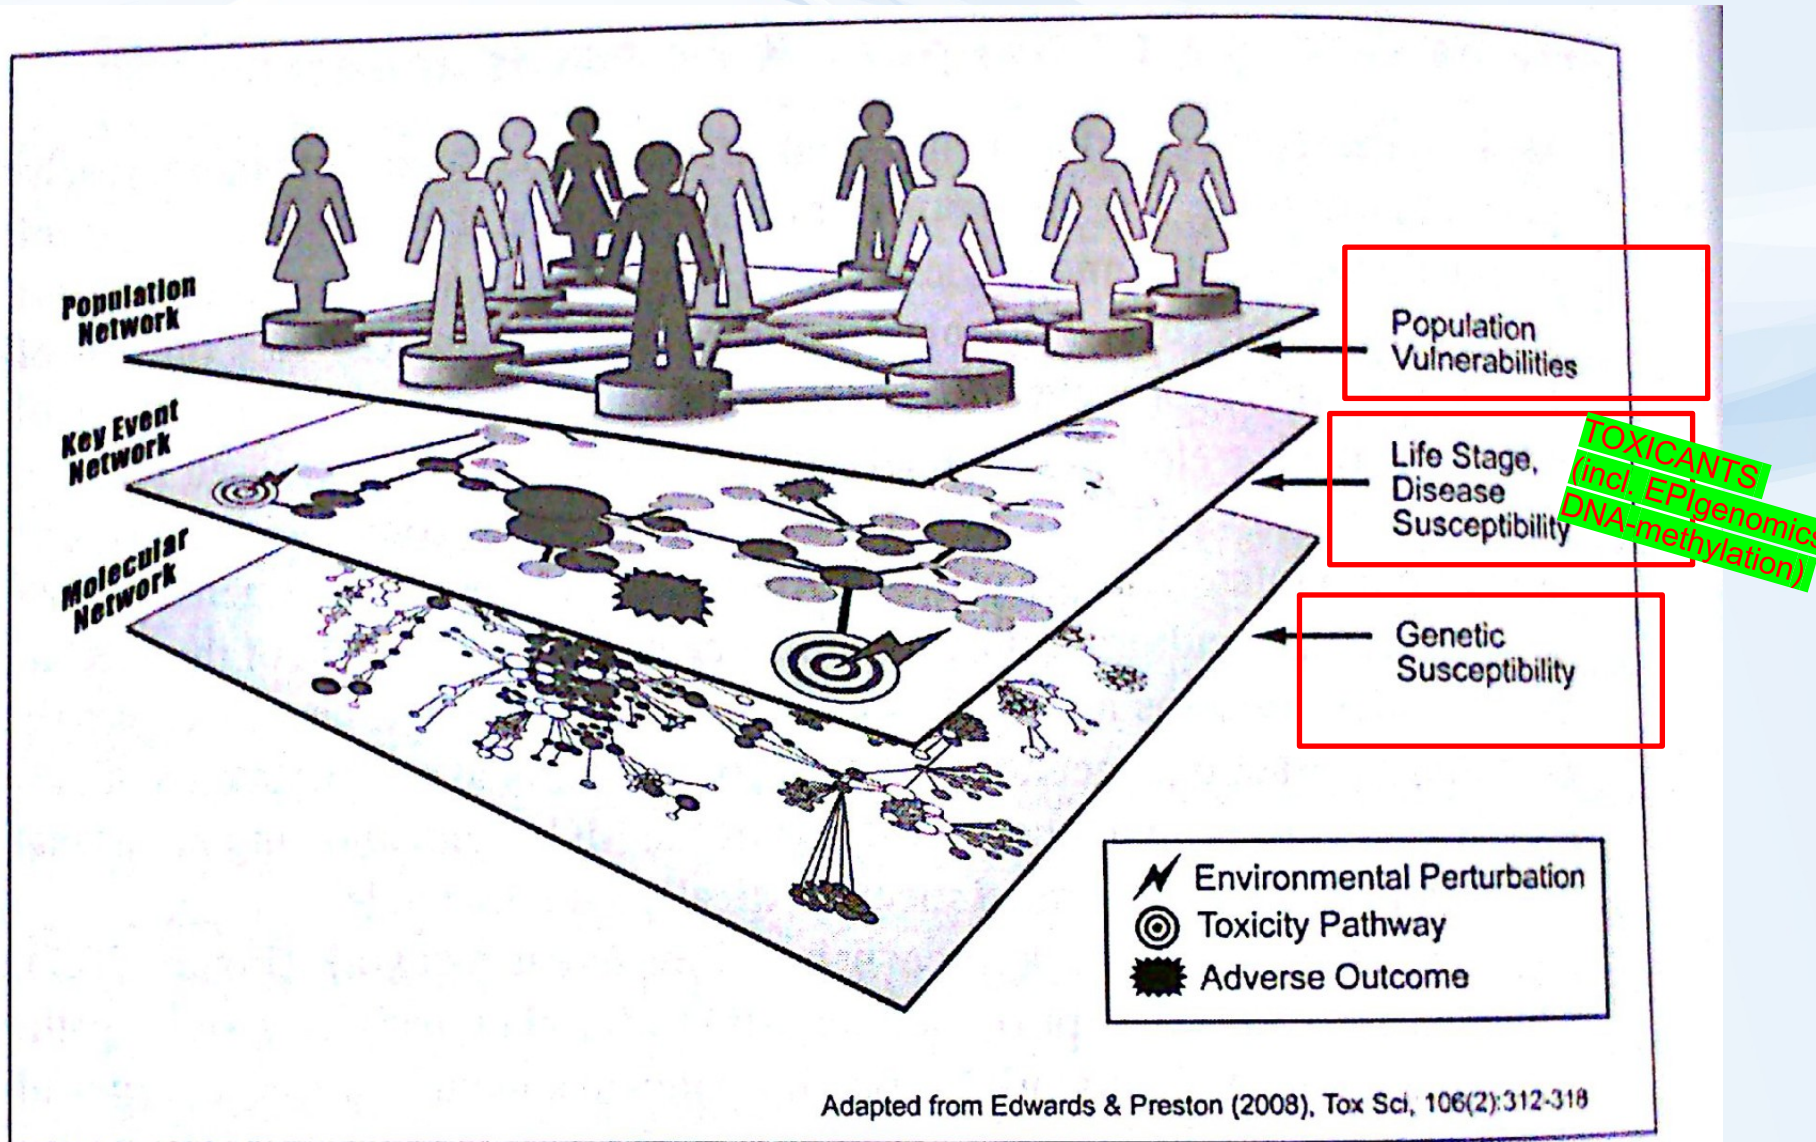 Population
Network
Key Event
Network
Molecular
Network
Population
Vulnerabilities
Life Stage,
Disease
Susceptibility
TOXICANTS
(incl. EPIgenomics
DNA-methylation)
Genetic
Susceptibility
Environmental Perturbation
Toxicity Pathway
Adverse Outcome
Adapted from Edwards & Preston (2008), Tox Sci, 106(2):312-318